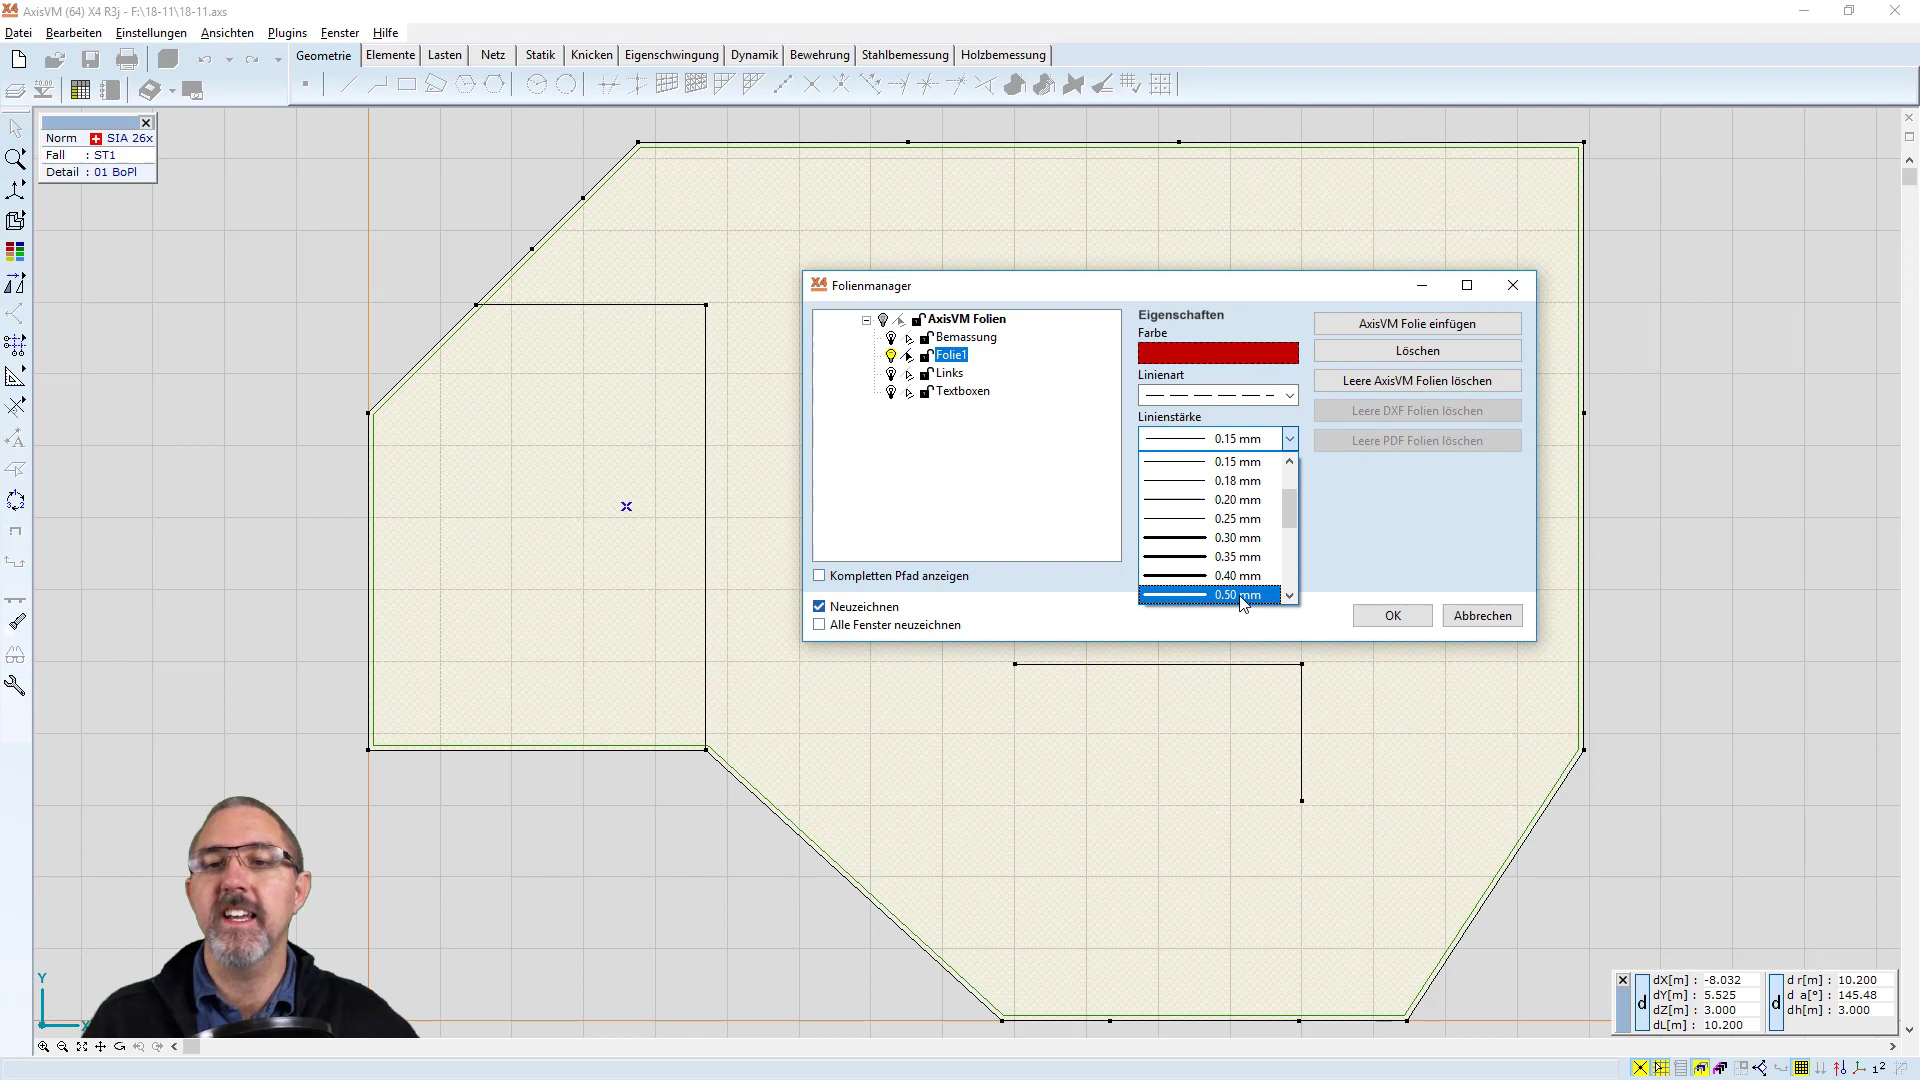 AxisVM (64) X4 R3j - F:\18-11\18-11.axs
Datei Bearbeiten Einstellungen Ansichten Plugins Fenster Hilfe
Geometrie Elemente Lasten Netz Statik Knicken Eigenschwingung Dynamik Bewehrung Stahlbemessung Holzbemessung
Norm SIA 26x
Fall : ST1
Detail : 01 BoPl
X4 Folienmanager
AxisVM Folien
Bemassung
Folie1
Links
Textboxen
Kompletten Pfad anzeigen
Neuzeichnen
Alle Fenster neuzeichnen
Eigenschaften
Farbe
Linienart
Linienstärke
0.15 mm
0.15 mm
0.18 mm
0.20 mm
0.25 mm
0.30 mm
0.35 mm
0.40 mm
0.50 mm
AxisVM Folie einfügen
Löschen
Leere AxisVM Folien löschen
Leere DXF Folien löschen
Leere PDF Folien löschen
OK Abbrechen
Y
X
d
dX[m] : -8.032
dY[m] : 5.525
dZ[m] : 3.000
dL[m] : 10.200
d
d r[m] : 10.200
d a[°] : 145.48
dh[m] : 3.000